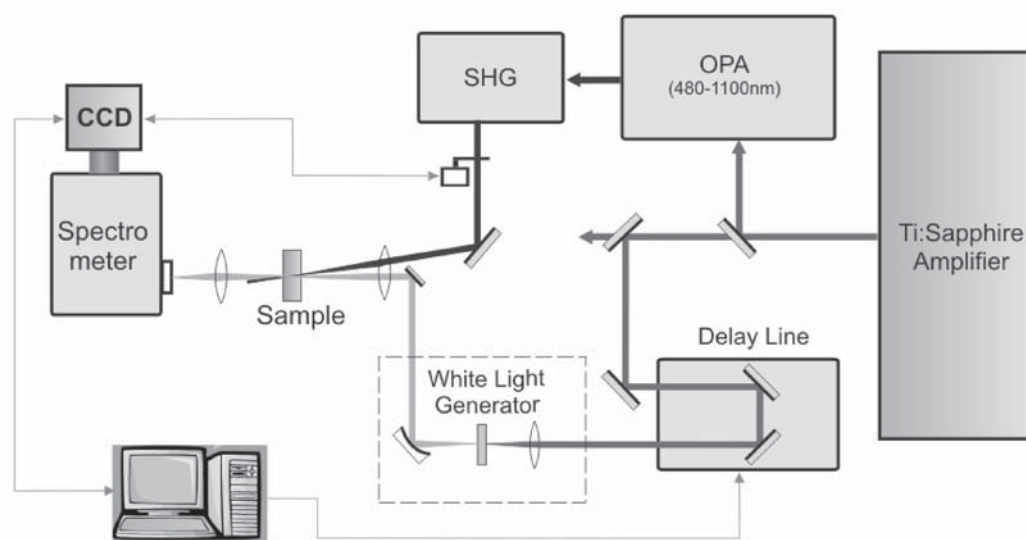 SHG
OPA
(480-1100nm)
CCD
Spectro
meter
Ti:Sapphire
Amplifier
Sample
Delay Line
White Light
Generator